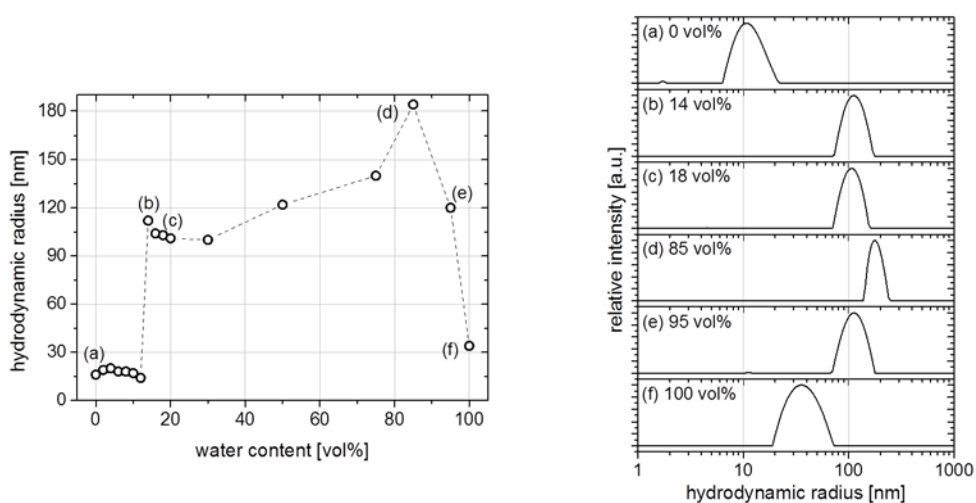 hydrodynamic radius [nm]
180
150
120
90
60
30
0
(a)
(b)
(c)
(d)
(e)
(f)
0 20 40 60 80 100
water content [vol%]
relative intensity [a.u.]
(a) 0 vol%
(b) 14 vol%
(c) 18 vol%
(d) 85 vol%
(e) 95 vol%
(f) 100 vol%
1 10 100 1000
hydrodynamic radius [nm]